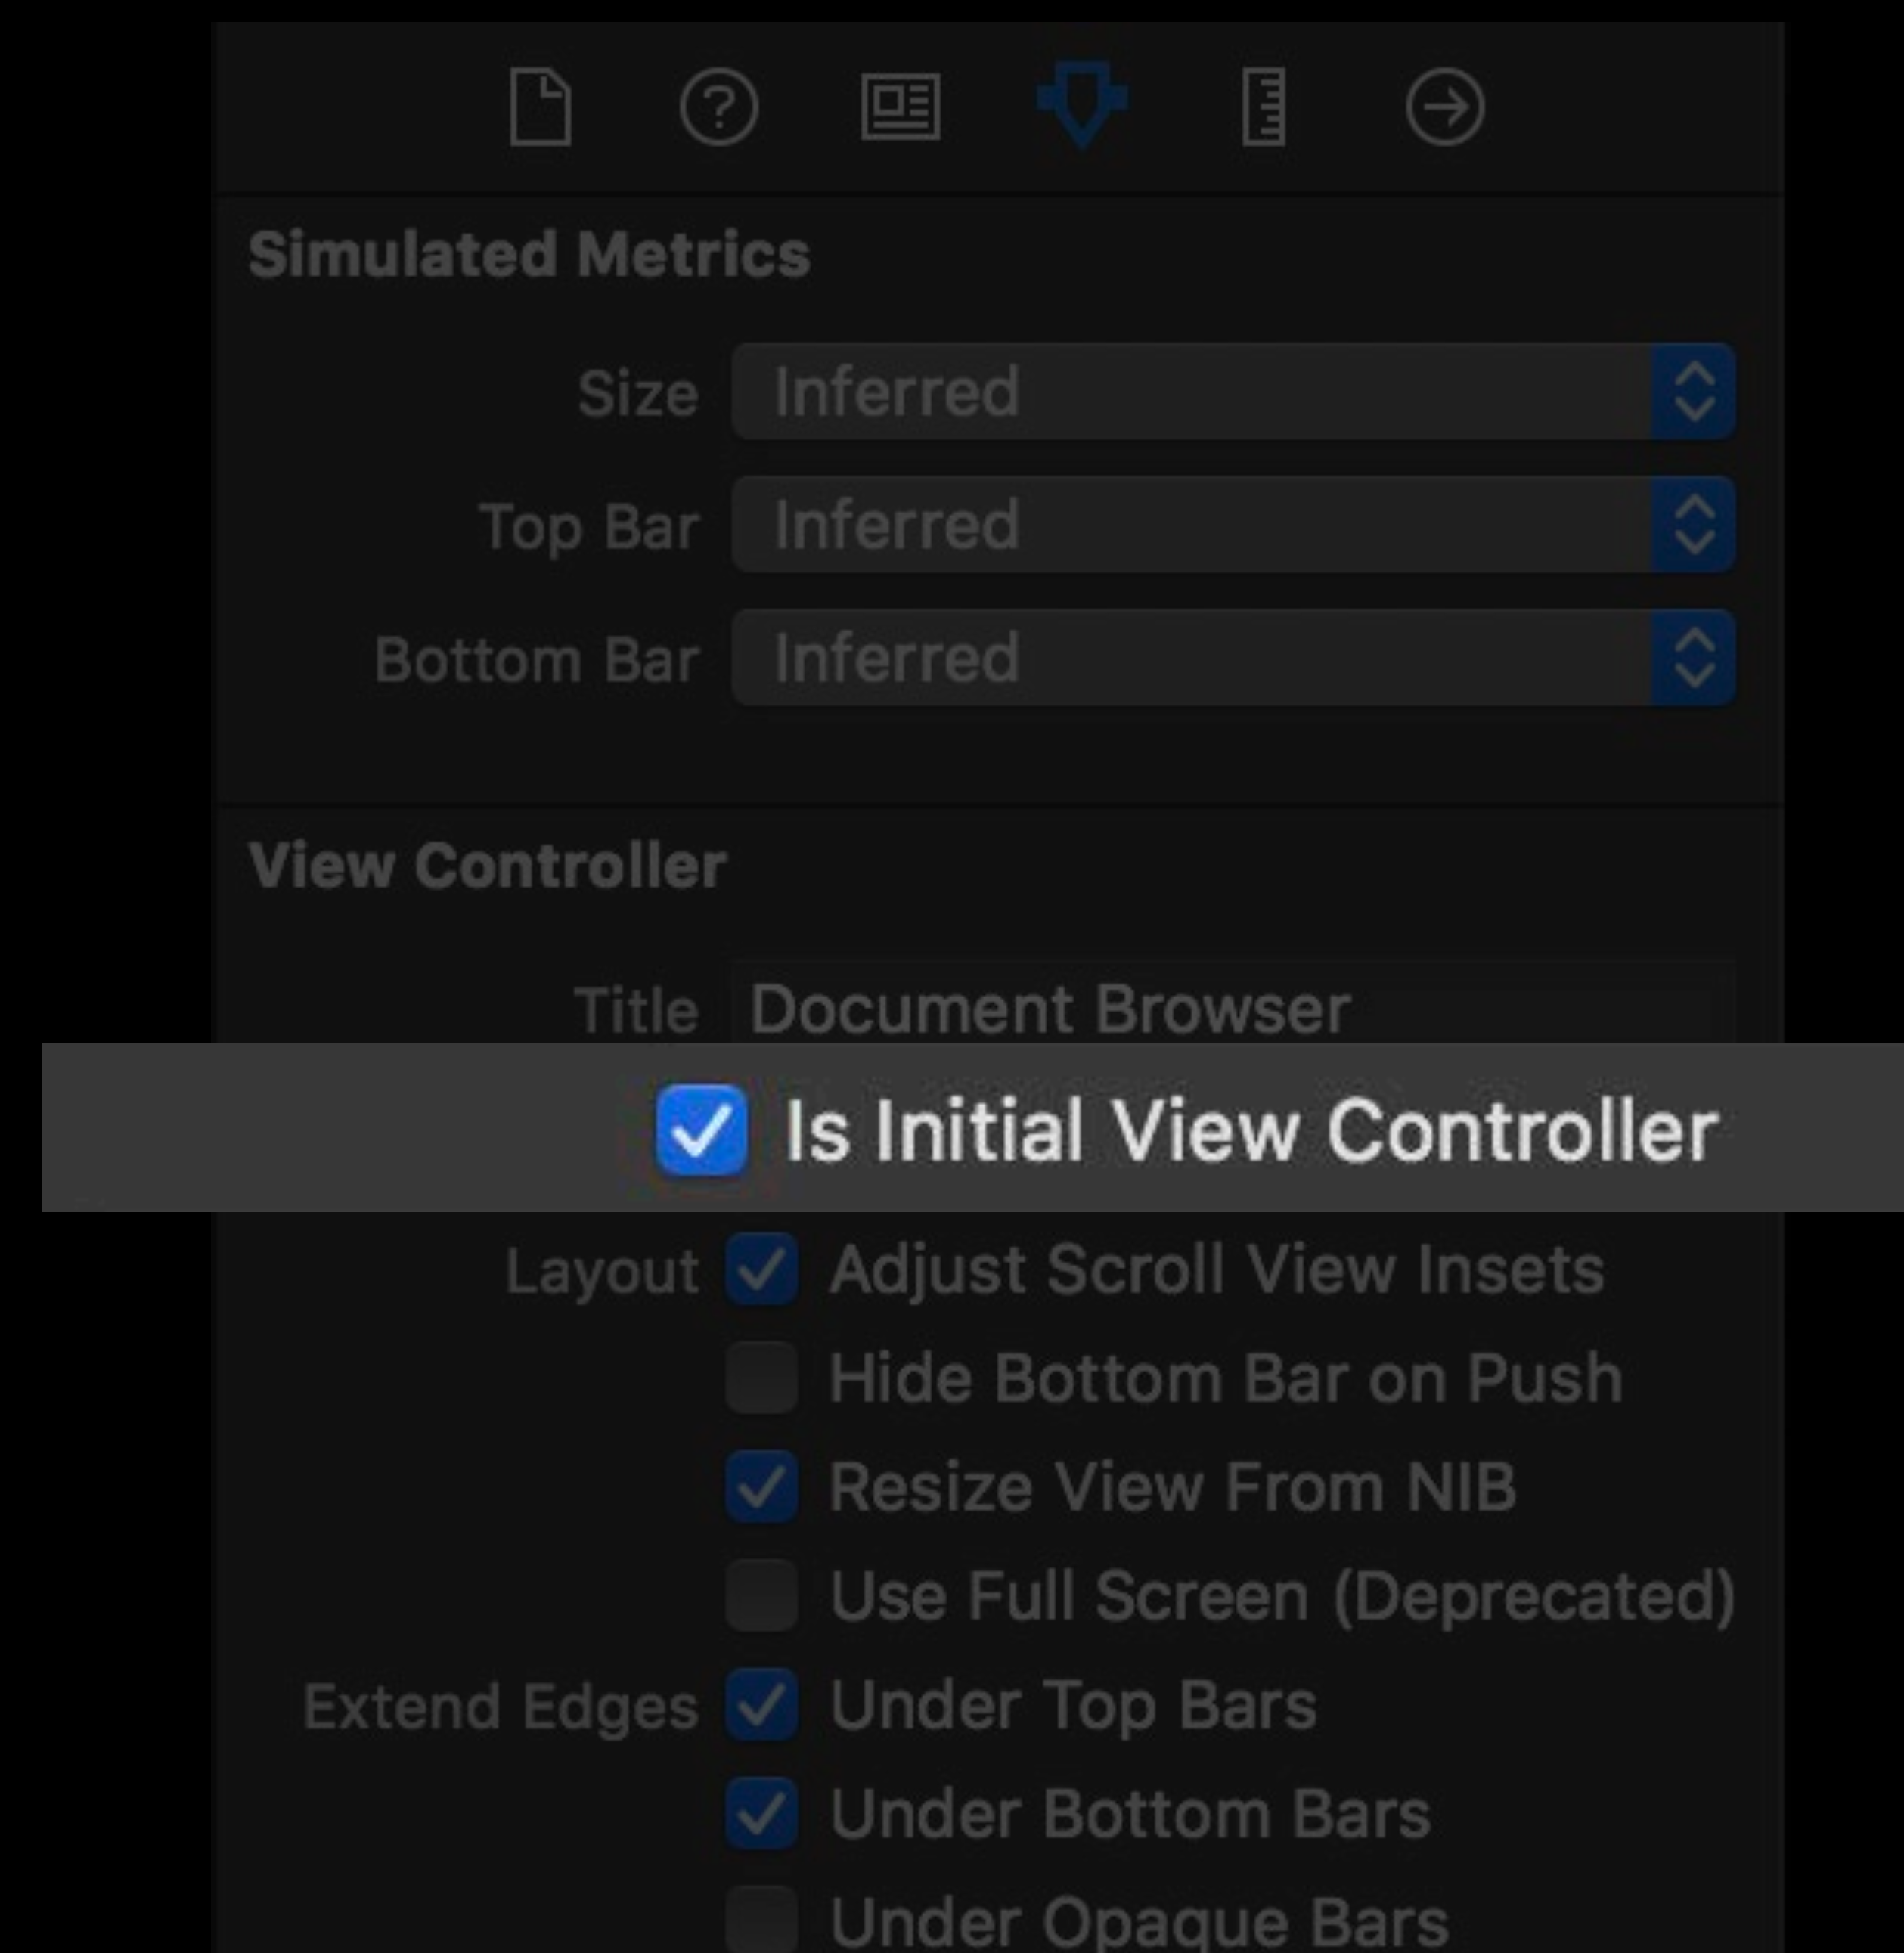 Simulated Metrics
Size Inferred
Top Bar Inferred
Bottom Bar Inferred
View Controller
Title Document Browser
Is Initial View Controller
Layout Adjust Scroll View Insets
Hide Bottom Bar on Push
Resize View From NIB
Use Full Screen (Deprecated)
Extend Edges Under Top Bars
Under Bottom Bars
Under Opaque Bars